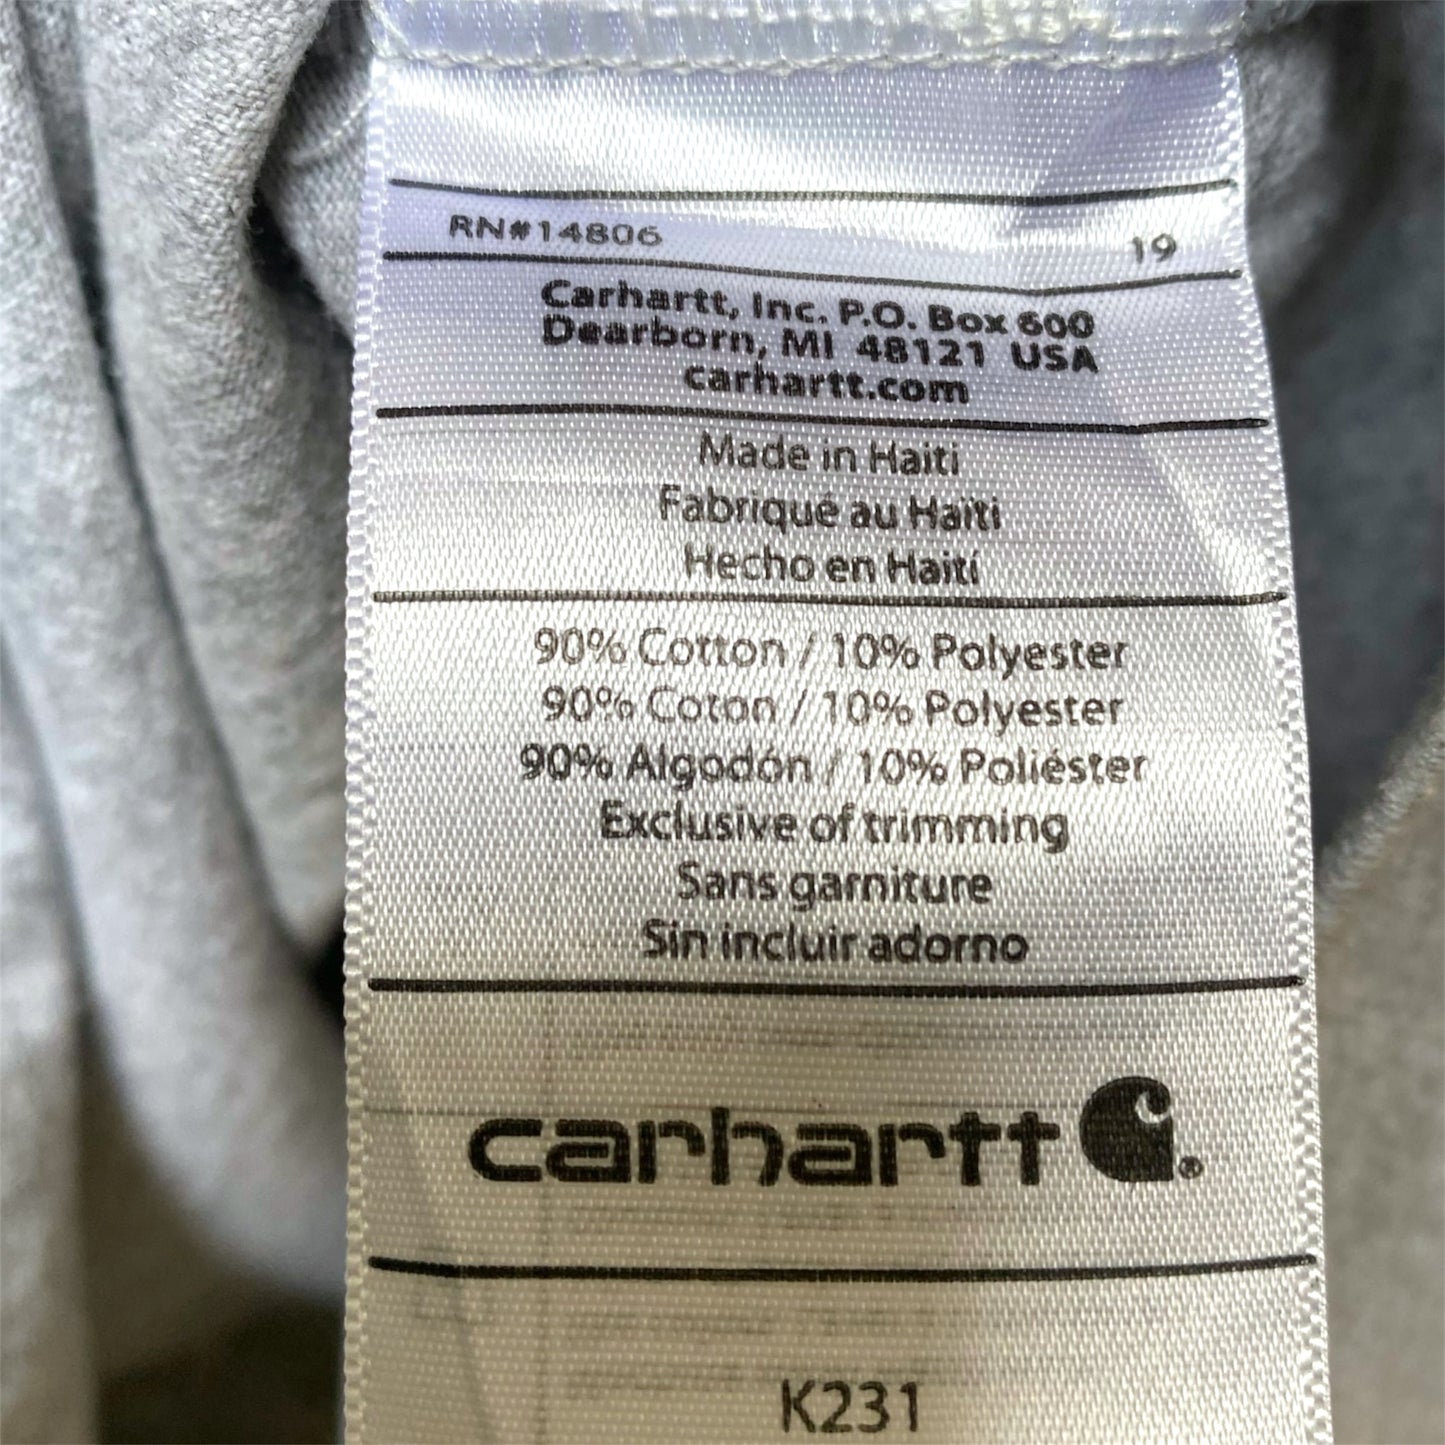 RN#14806 19
Carhartt, Inc. P.O. Box 600
Dearborn, MI 48121 USA
carhartt.com
Made in Haiti
Fabriqué au Haïti
Hecho en Haití
90% Cotton / 10% Polyester
90% Coton / 10% Polyester
90% Algodón / 10% Poliéster
Exclusive of trimming
Sans garniture
Sin incluir adorno
carhartt®
K231